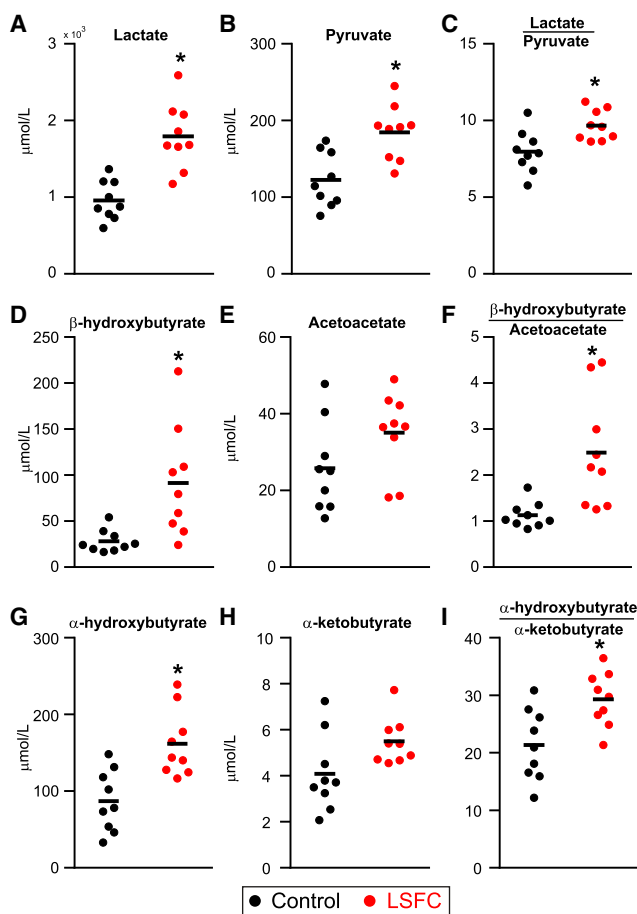 A
Lactate
× 10³
μmol/L
3
2
1
0
*
B
Pyruvate
μmol/L
300
200
100
0
*
C
Lactate
Pyruvate
15
10
5
0
*
D
β-hydroxybutyrate
μmol/L
250
200
150
100
50
0
*
E
Acetoacetate
μmol/L
60
40
20
0
F
β-hydroxybutyrate
Acetoacetate
5
4
3
2
1
0
*
G
α-hydroxybutyrate
μmol/L
300
200
100
0
*
H
α-ketobutyrate
μmol/L
10
8
6
4
2
0
I
α-hydroxybutyrate
α-ketobutyrate
40
30
20
10
0
*
Control LSFC